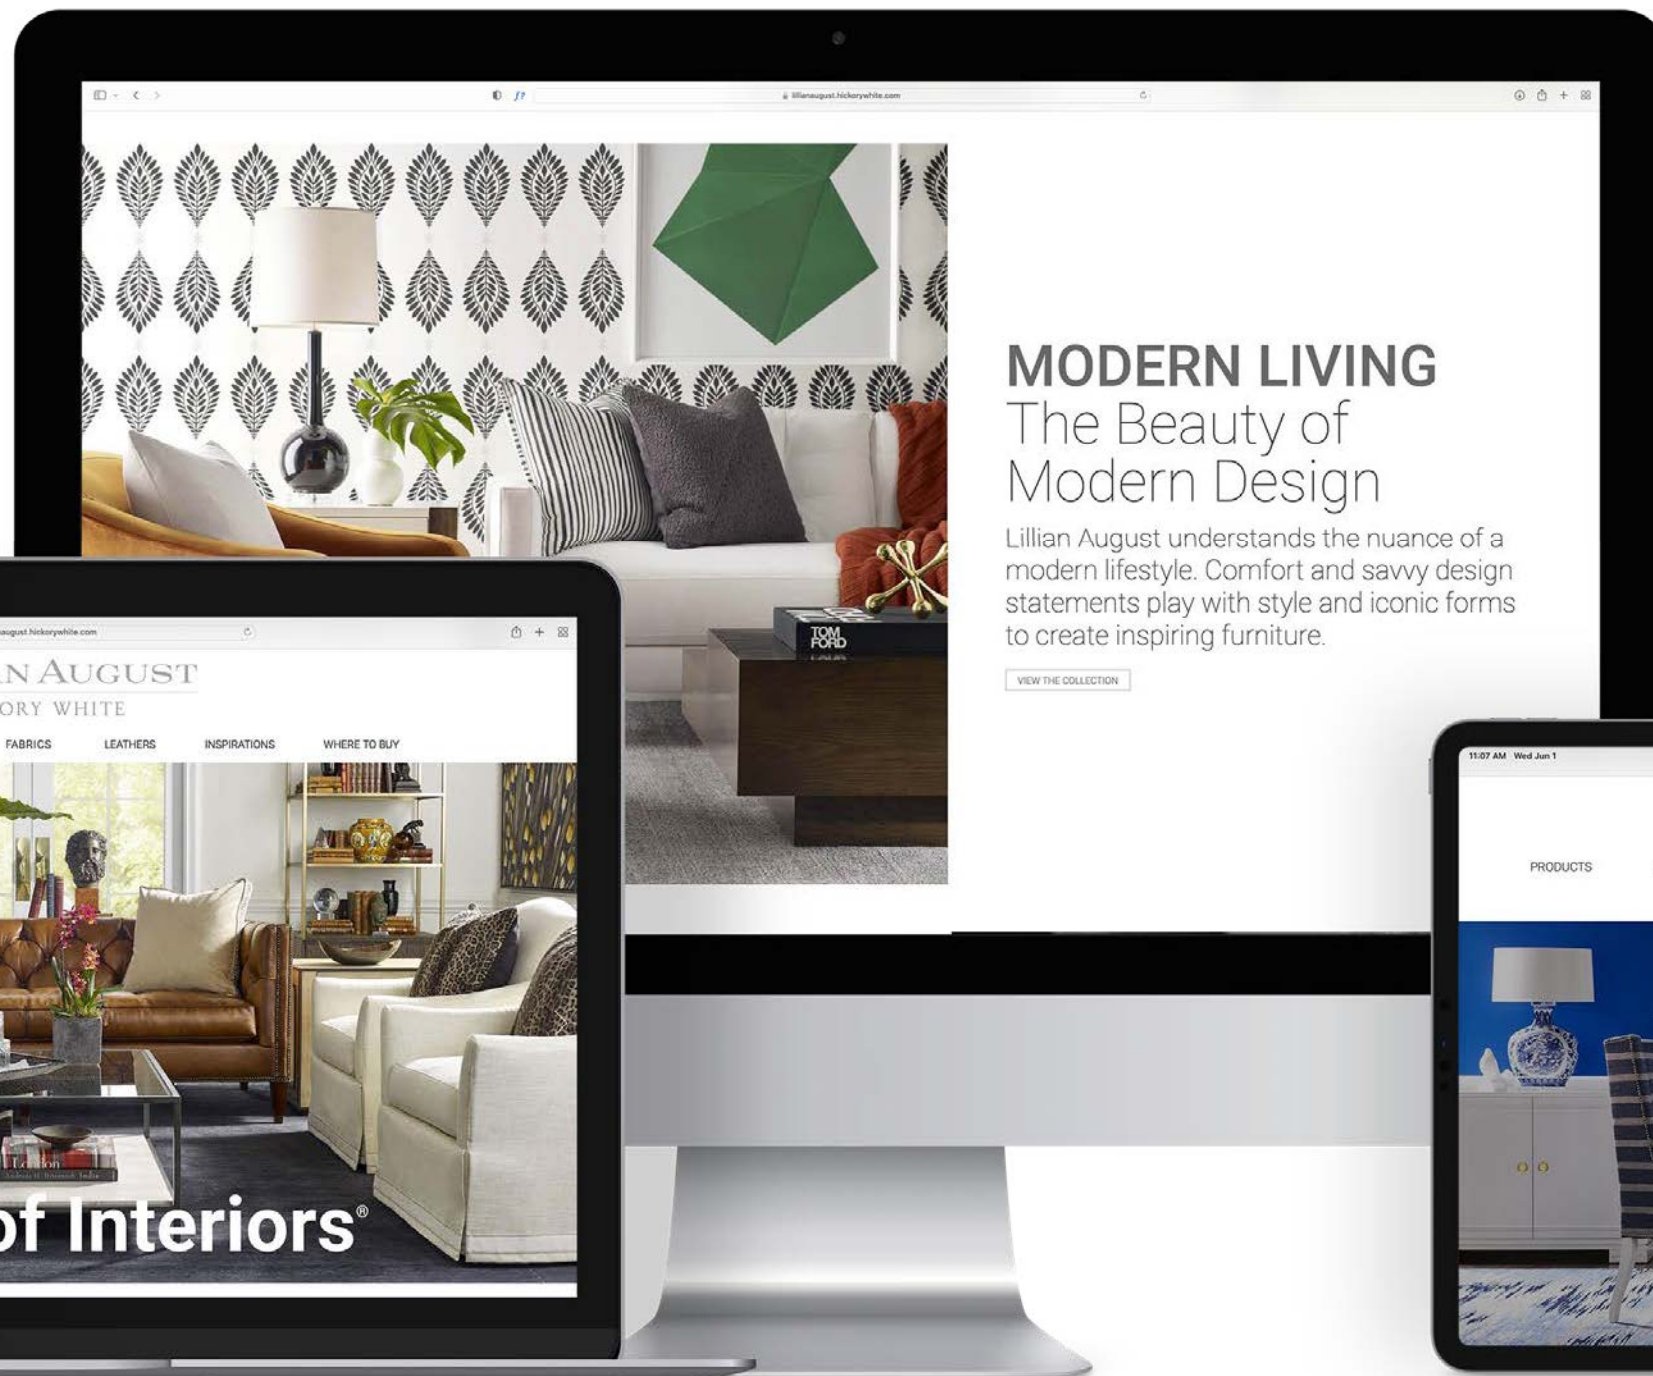 lillianaugust.hickorywhite.com
MODERN LIVING
The Beauty of
Modern Design
Lillian August understands the nuance of a
modern lifestyle. Comfort and savvy design
statements play with style and iconic forms
to create inspiring furniture.
VIEW THE COLLECTION
TOM
FORD
august.hickorywhite.com
N AUGUST
ORY WHITE
FABRICS LEATHERS INSPIRATIONS WHERE TO BUY
London
of Interiors®
11:07 AM Wed Jun 1
PRODUCTS